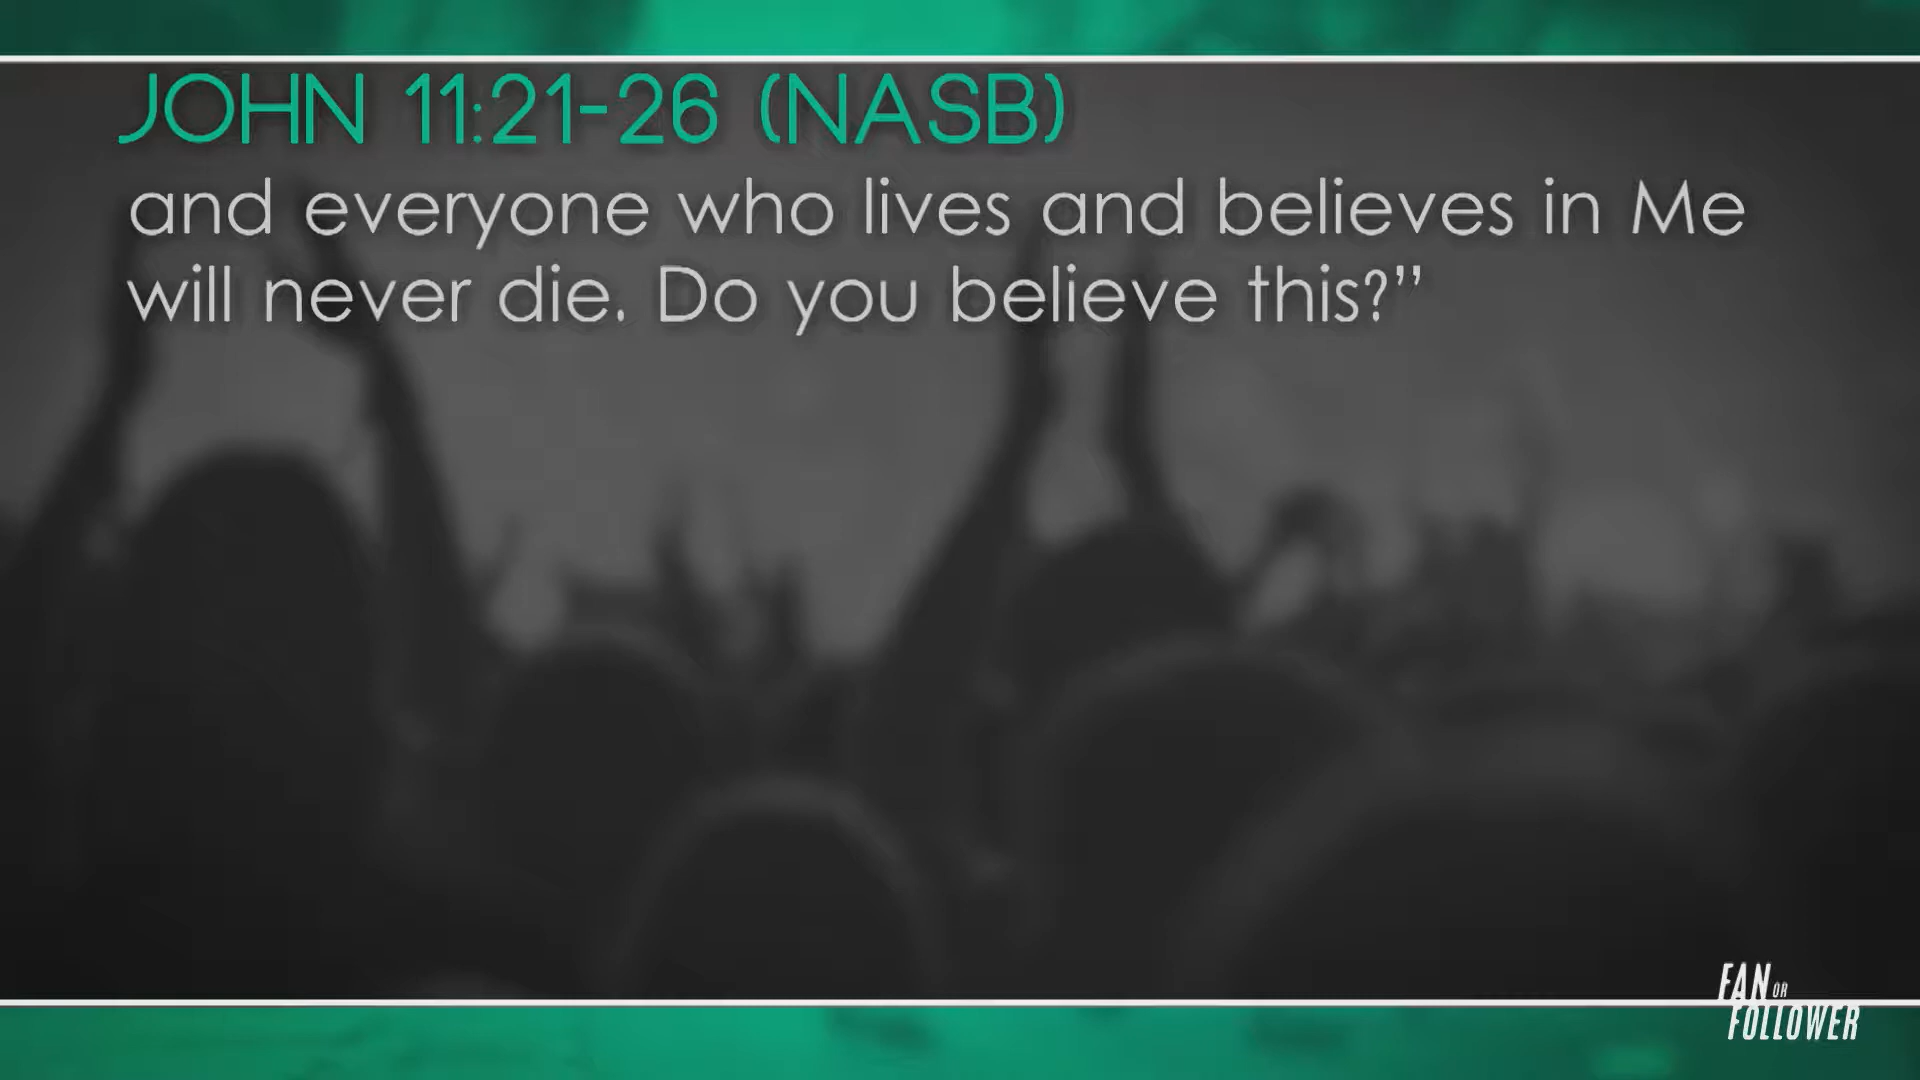 JOHN 11:21-26 (NASB)
and everyone who lives and believes in Me
will never die. Do you believe this?”
FAN OR
FOLLOWER